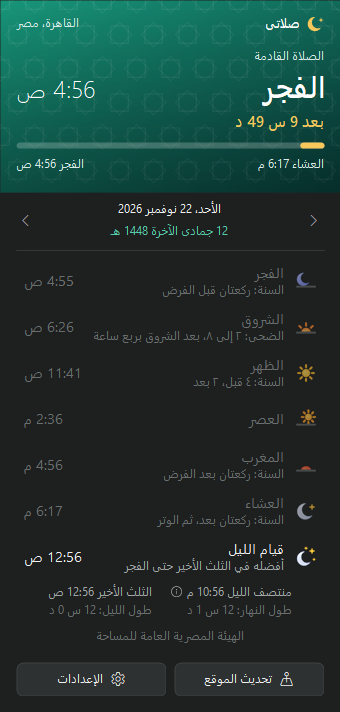 صلاتى
القاهرة، مصر
الصلاة القادمة
الفجر
4:56 ص
بعد 9 س 49 د
العشاء 6:17 م
الفجر 4:56 ص
الأحد، 22 نوفمبر 2026
12 جمادى الآخرة 1448 هـ
الفجر
السنة: ركعتان قبل الفرض
4:55 ص
الشروق
الضحى: ٢ إلى ٨، بعد الشروق بربع ساعة
6:26 ص
الظهر
السنة: ٤ قبل، ٢ بعد
11:41 ص
العصر
2:36 م
المغرب
السنة: ركعتان بعد الفرض
4:56 م
العشاء
السنة: ركعتان بعد، ثم الوتر
6:17 م
قيام الليل
أفضله في الثلث الأخير حتى الفجر
12:56 ص
منتصف الليل 10:56 م
الثلث الأخير 12:56 ص
طول النهار: 12 س 1 د
طول الليل: 12 س 0 د
الهيئة المصرية العامة للمساحة
تحديث الموقع
الإعدادات